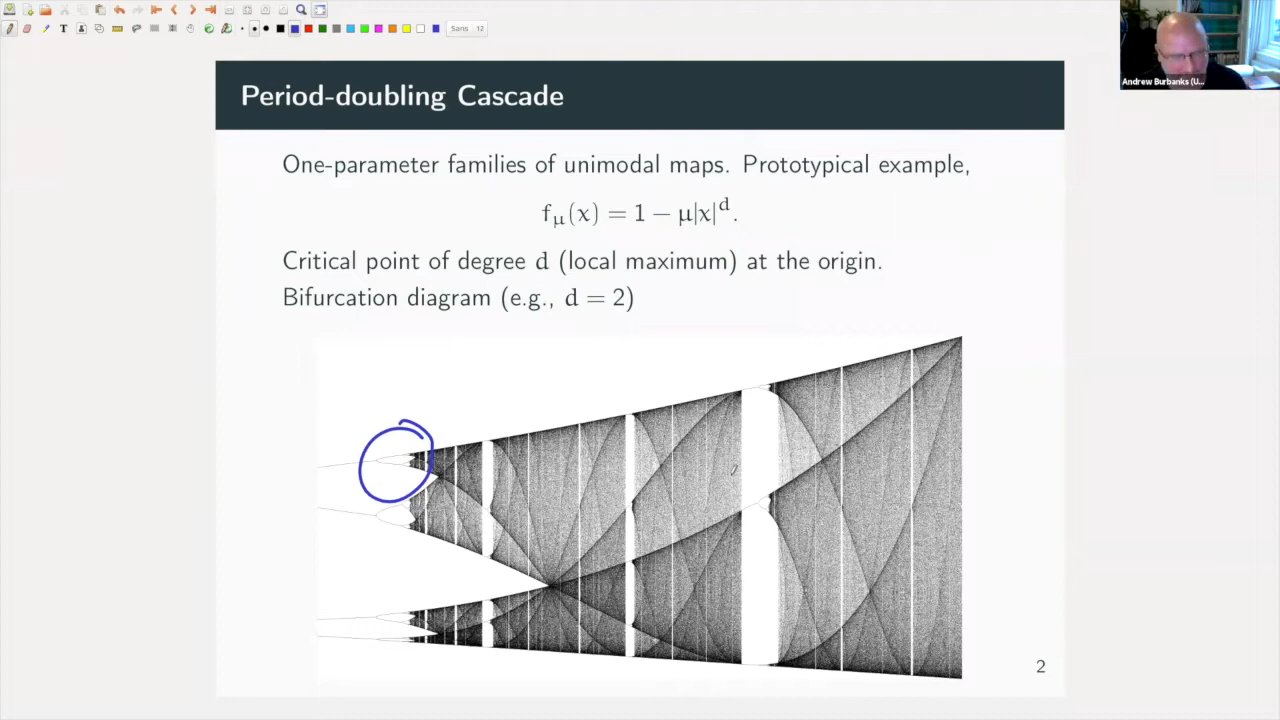 T
Sans
12
Andrew Burbanks (U...
Period-doubling Cascade
One-parameter families of unimodal maps. Prototypical example,
f_μ(x) = 1 − μ|x|^d.
Critical point of degree d (local maximum) at the origin.
Bifurcation diagram (e.g., d = 2)
2